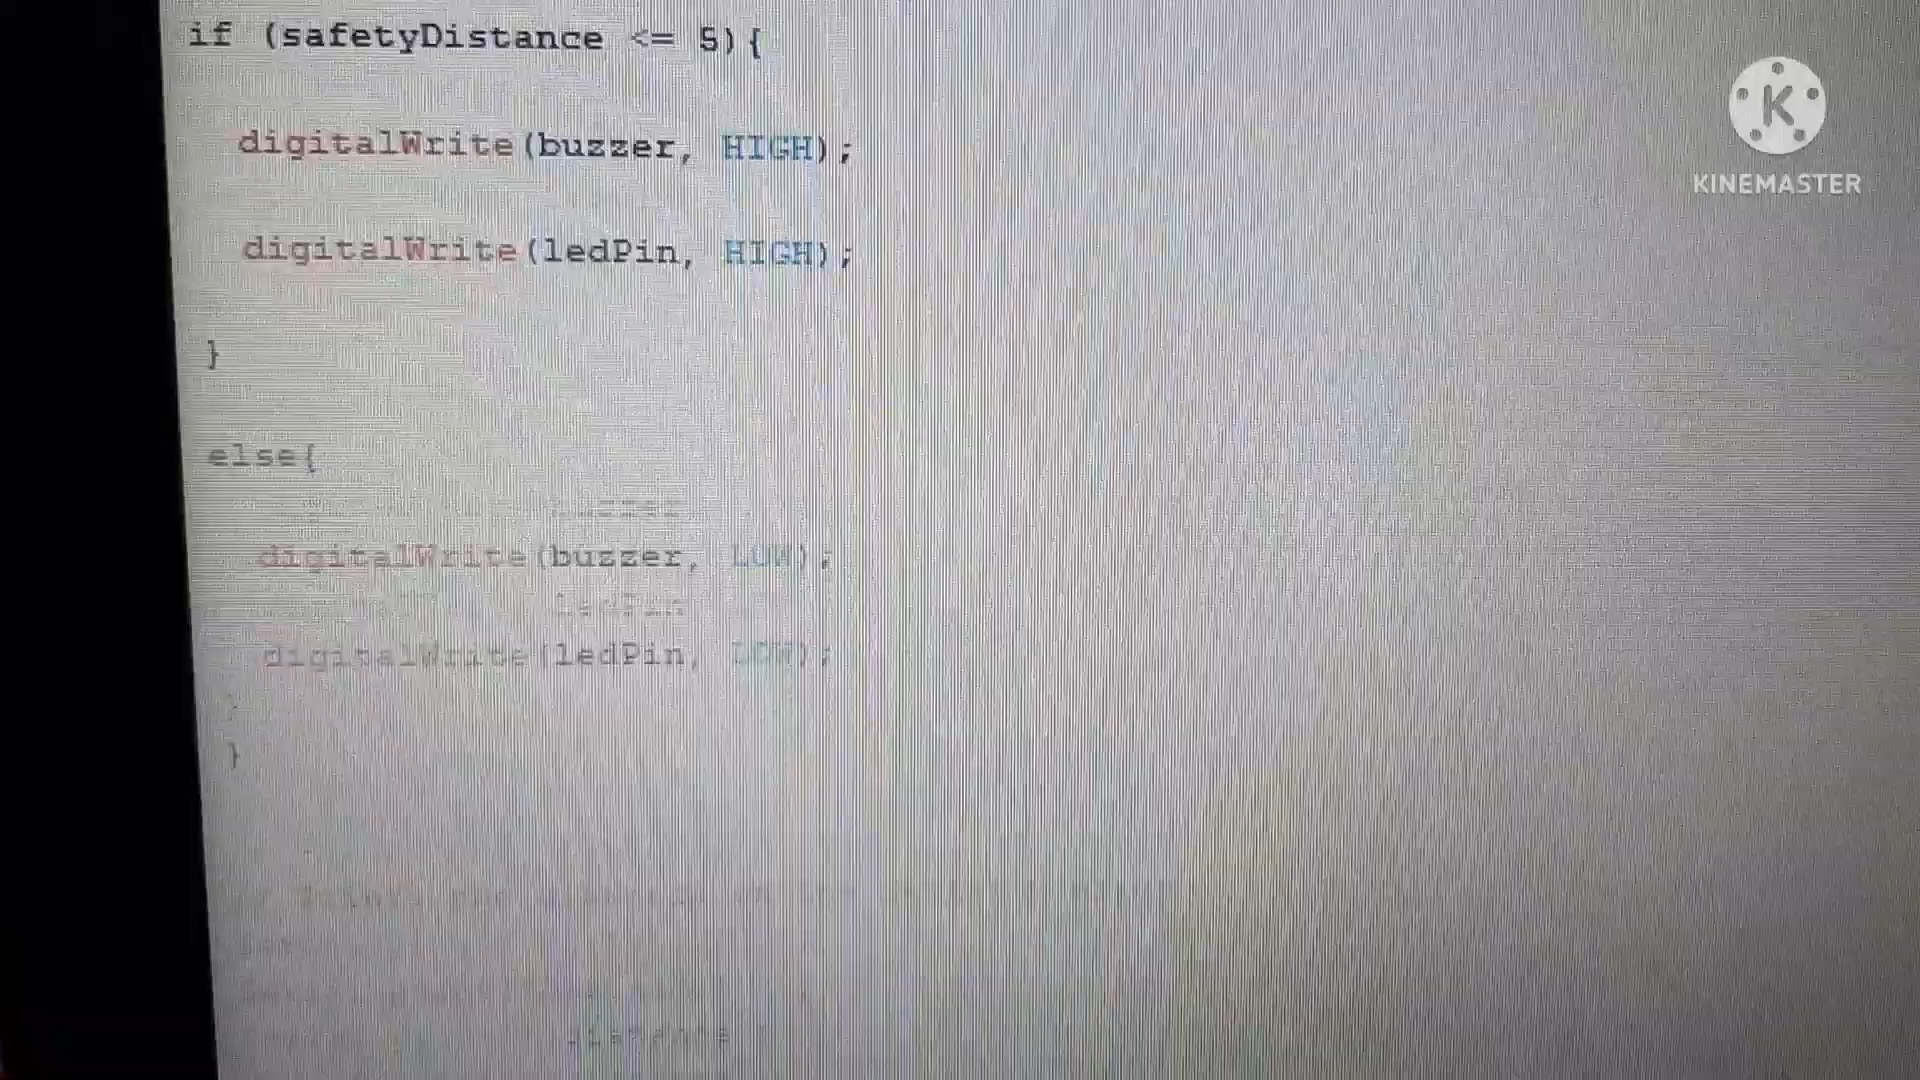 if (safetyDistance <= 5){
KINEMASTER
digitalWrite(buzzer, HIGH);
digitalWrite(ledPin, HIGH);
}
else{
digitalWrite(buzzer, LOW);
digitalWrite(ledPin, LOW);
}